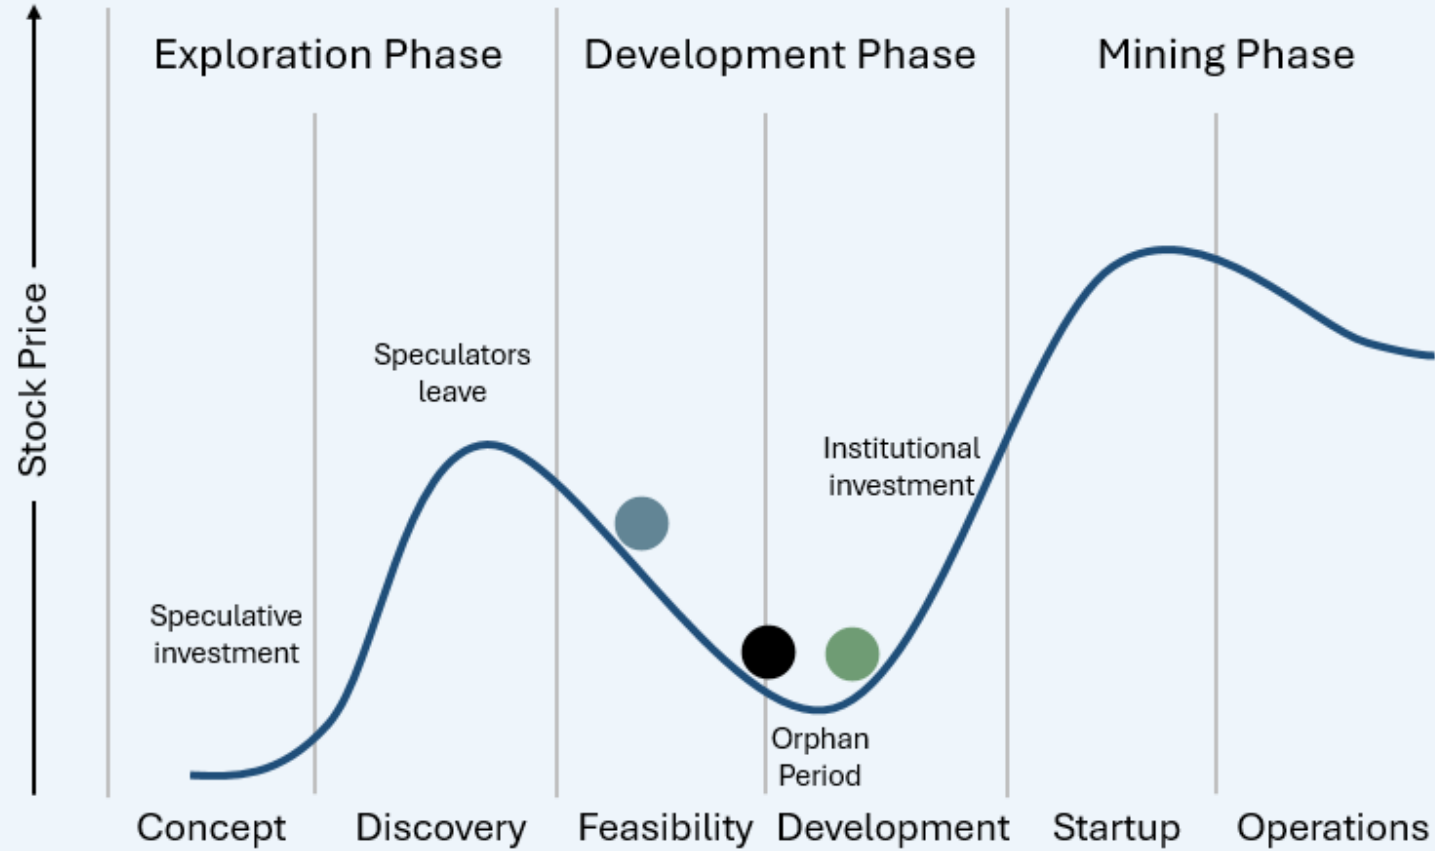 Exploration Phase
Development Phase
Mining Phase
Stock Price
Speculators
leave
Institutional
investment
Speculative
investment
Orphan
Period
Concept
Discovery
Feasibility
Development
Startup
Operations